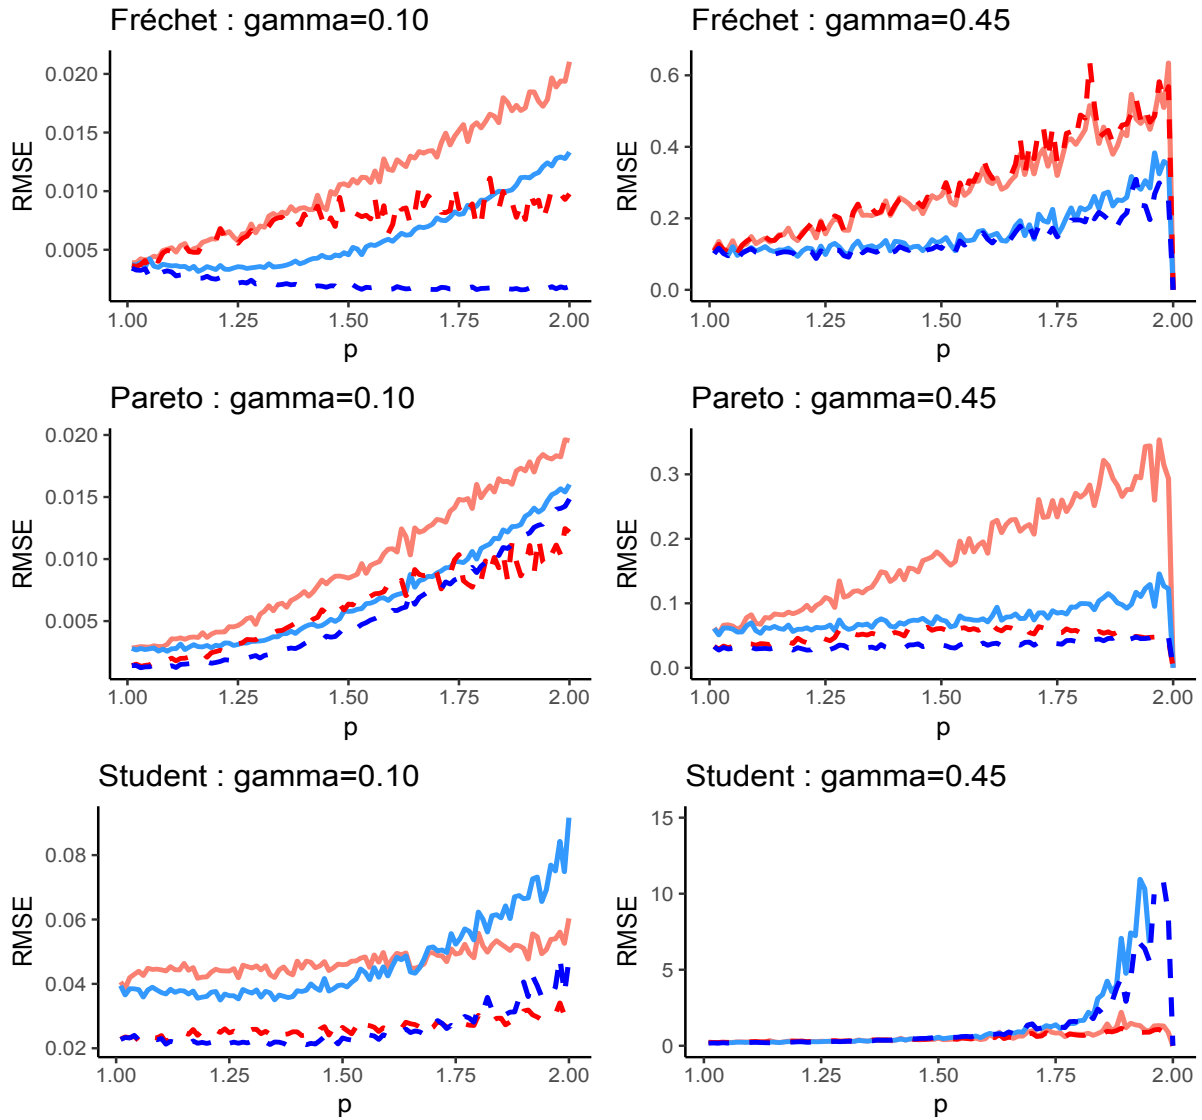 Fréchet : gamma=0.10
RMSE
0.020
0.015
0.010
0.005
1.00 1.25 1.50 1.75 2.00
p
Fréchet : gamma=0.45
RMSE
0.6
0.4
0.2
0.0
1.00 1.25 1.50 1.75 2.00
p
Pareto : gamma=0.10
RMSE
0.020
0.015
0.010
0.005
1.00 1.25 1.50 1.75 2.00
p
Pareto : gamma=0.45
RMSE
0.3
0.2
0.1
0.0
1.00 1.25 1.50 1.75 2.00
p
Student : gamma=0.10
RMSE
0.08
0.06
0.04
0.02
1.00 1.25 1.50 1.75 2.00
p
Student : gamma=0.45
RMSE
15
10
5
0
1.00 1.25 1.50 1.75 2.00
p